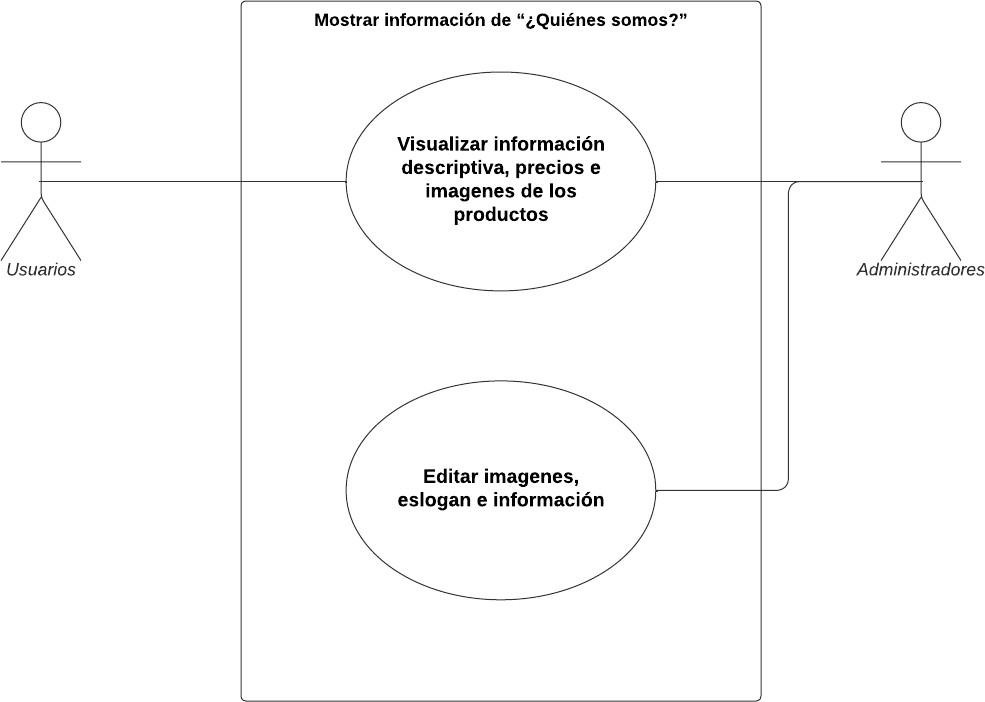 Mostrar información de “¿Quiénes somos?”
Visualizar información
descriptiva, precios e
imagenes de los
productos
Usuarios
Administradores
Editar imagenes,
eslogan e información